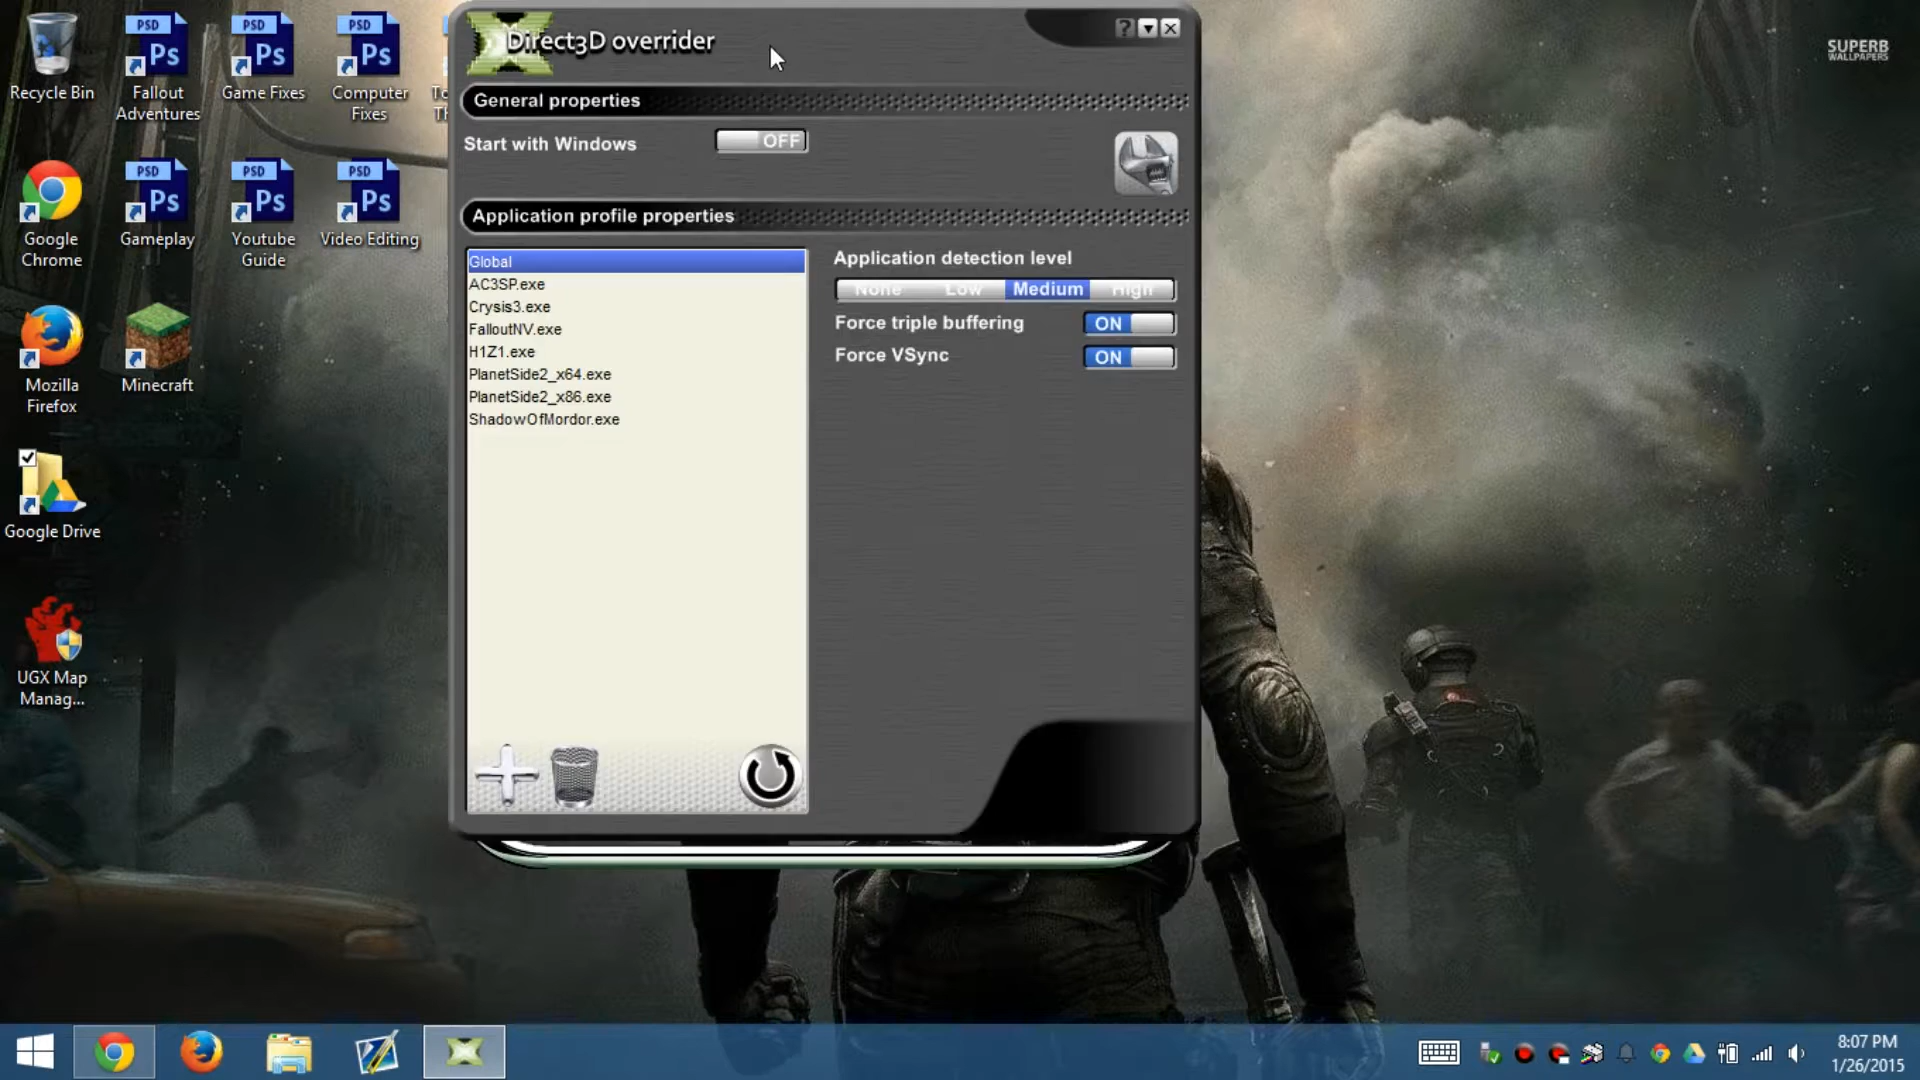 Direct3D overrider
SUPERB
WALLPAPERS
General properties
Start with Windows
OFF
Application profile properties
Global
AC3SP.exe
Crysis3.exe
FalloutNV.exe
H1Z1.exe
PlanetSide2_x64.exe
PlanetSide2_x86.exe
ShadowOfMordor.exe
Application detection level
None Low Medium High
Force triple buffering ON
Force VSync ON
Recycle Bin
PSD
Ps
Fallout
Adventures
PSD
Ps
Game Fixes
PSD
Ps
Computer
Fixes
Google
Chrome
PSD
Ps
Gameplay
PSD
Ps
Youtube
Guide
PSD
Ps
Video Editing
Mozilla
Firefox
Minecraft
Google Drive
UGX Map
Manag...
8:07 PM
1/26/2015